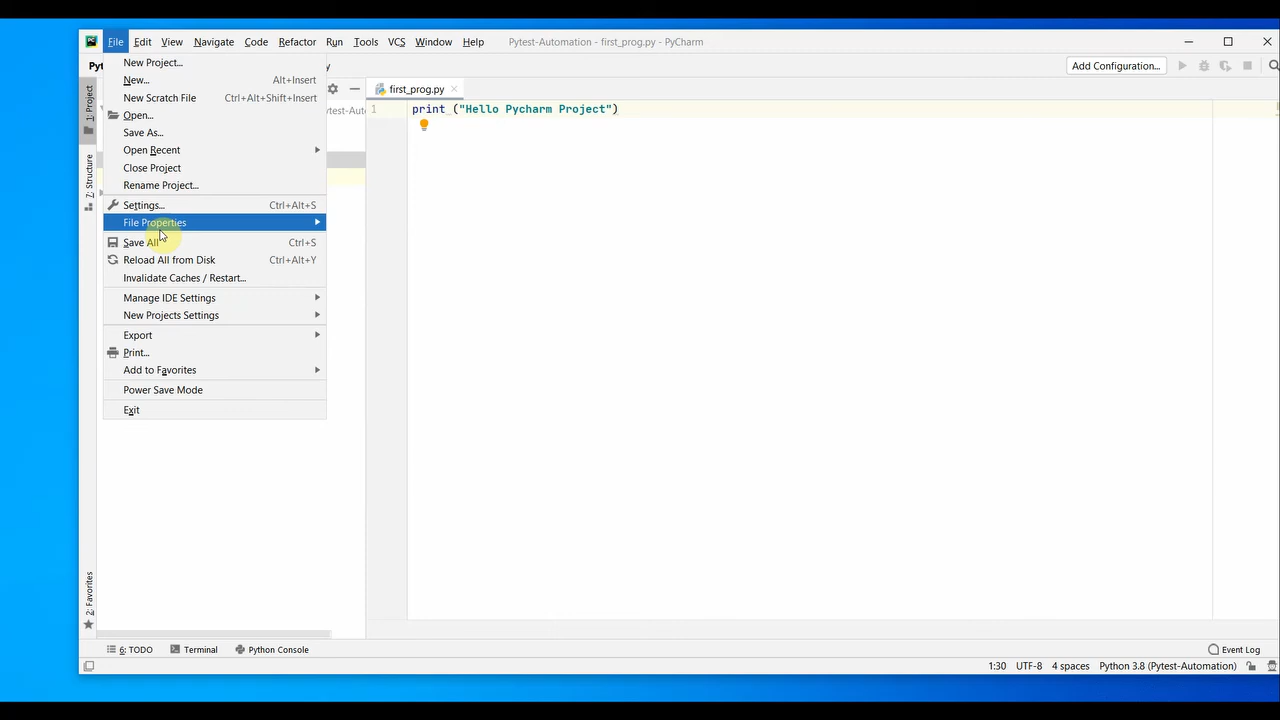 File Edit View Navigate Code Refactor Run Tools VCS Window Help Pytest-Automation - first_prog.py - PyCharm
Add Configuration...
New Project...
New... Alt+Insert
New Scratch File Ctrl+Alt+Shift+Insert
Open...
Save As...
Open Recent
Close Project
Rename Project...
Settings... Ctrl+Alt+S
File Properties
Save All Ctrl+S
Reload All from Disk Ctrl+Alt+Y
Invalidate Caches / Restart...
Manage IDE Settings
New Projects Settings
Export
Print...
Add to Favorites
Power Save Mode
Exit
1: Project
7: Structure
2: Favorites
first_prog.py
1 print ("Hello Pycharm Project")
6: TODO Terminal Python Console Event Log
1:30 UTF-8 4 spaces Python 3.8 (Pytest-Automation)